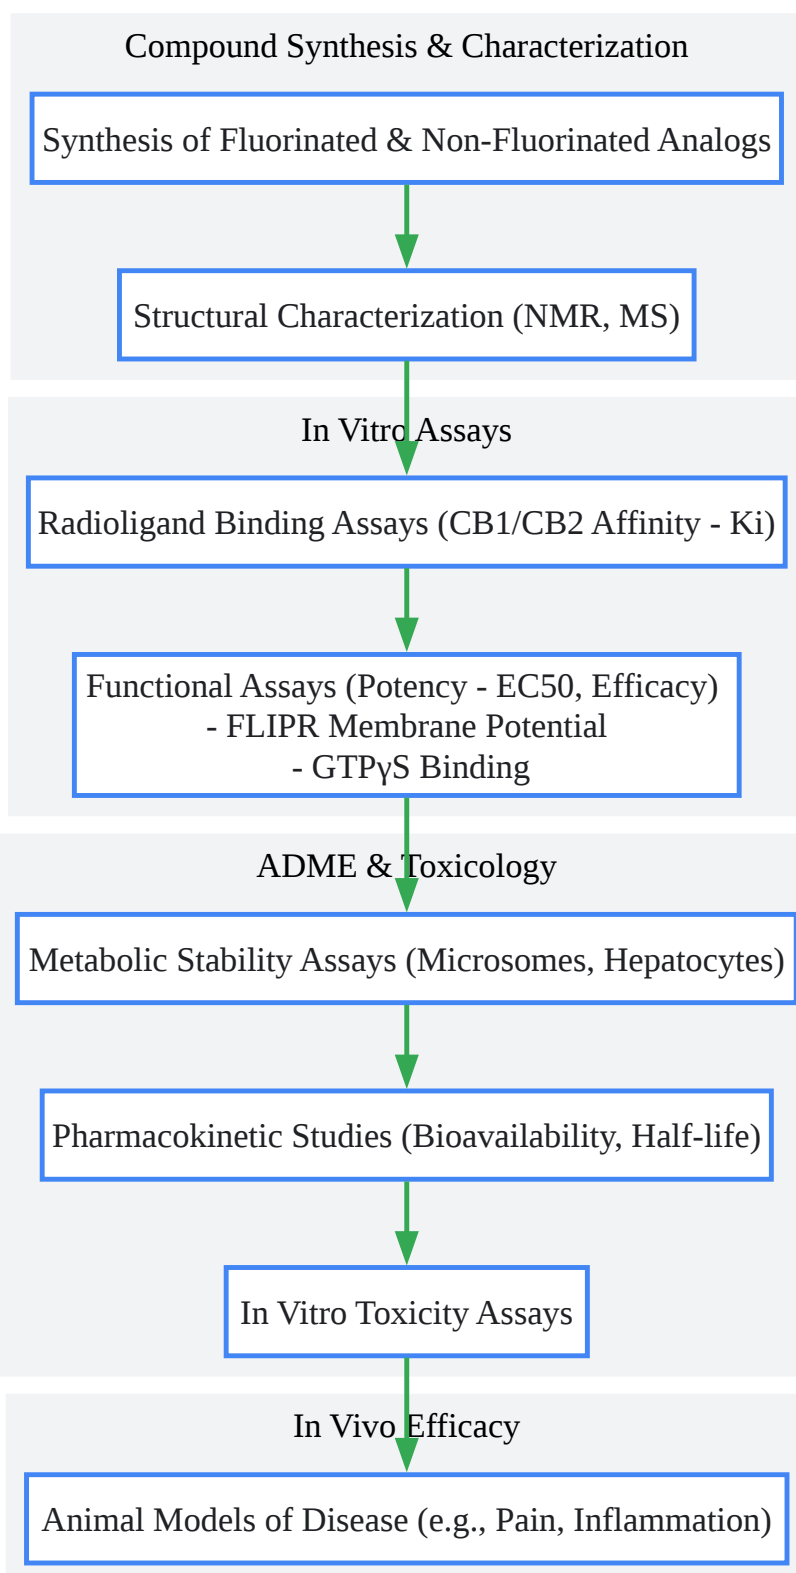 Compound Synthesis & Characterization
Synthesis of Fluorinated & Non-Fluorinated Analogs
Structural Characterization (NMR, MS)
In Vitro Assays
Radioligand Binding Assays (CB1/CB2 Affinity - Ki)
Functional Assays (Potency - EC50, Efficacy)
- FLIPR Membrane Potential
- GTPγS Binding
ADME & Toxicology
Metabolic Stability Assays (Microsomes, Hepatocytes)
Pharmacokinetic Studies (Bioavailability, Half-life)
In Vitro Toxicity Assays
In Vivo Efficacy
Animal Models of Disease (e.g., Pain, Inflammation)